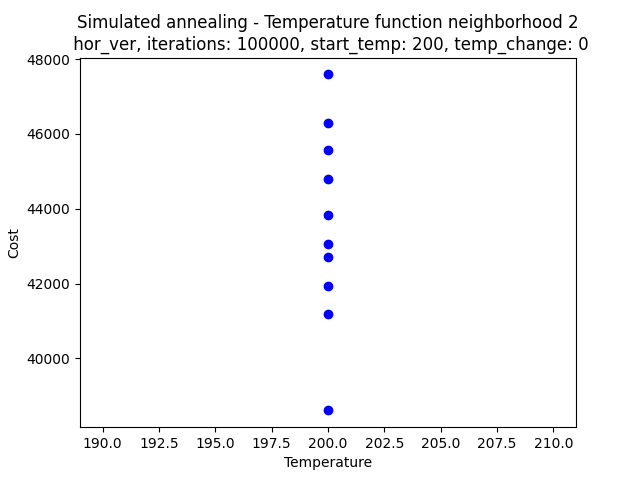 Simulated annealing - Temperature function neighborhood 2
hor_ver, iterations: 100000, start_temp: 200, temp_change: 0
48000
46000
44000
42000
40000
Cost
190.0 192.5 195.0 197.5 200.0 202.5 205.0 207.5 210.0
Temperature